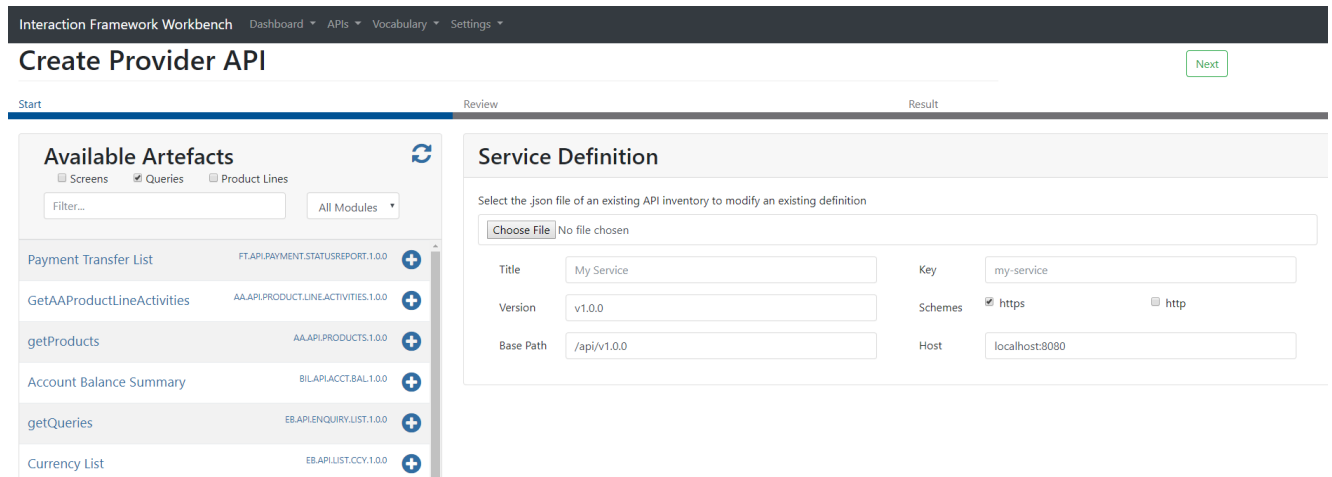 Interaction Framework Workbench Dashboard APIs Vocabulary Settings
Create Provider API
Next
Start Review Result
Available Artefacts
Screens Queries Product Lines
Filter... All Modules
Payment Transfer List FT.API.PAYMENT.STATUSREPORT.1.0.0
GetAAProductLineActivities AA.API.PRODUCT.LINE.ACTIVITIES.1.0.0
getProducts AA.API.PRODUCTS.1.0.0
Account Balance Summary BIL.API.ACCT.BAL.1.0.0
getQueries EB.API.ENQUIRY.LIST.1.0.0
Currency List EB.API.LIST.CCY.1.0.0
Service Definition
Select the .json file of an existing API inventory to modify an existing definition
Choose File No file chosen
Title My Service Key my-service
Version v1.0.0 Schemes https http
Base Path /api/v1.0.0 Host localhost:8080